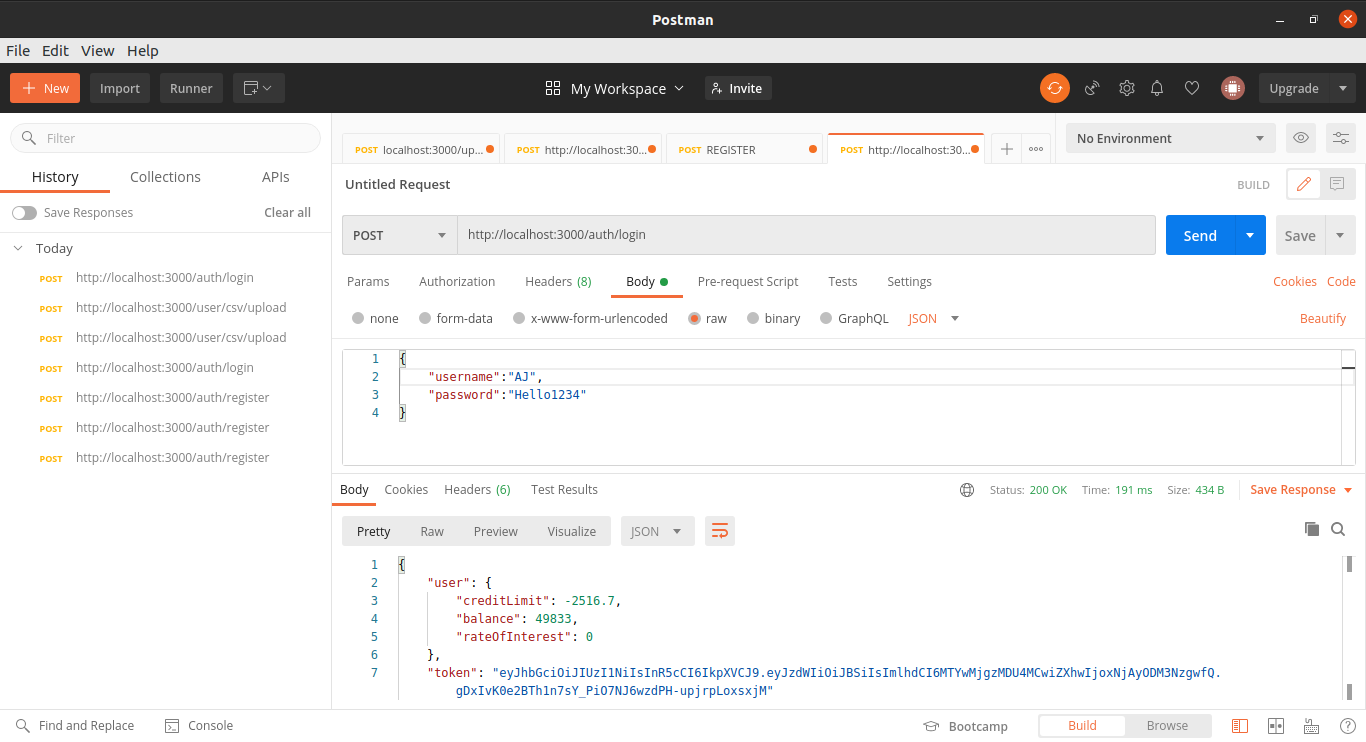 Postman
File Edit View Help
New Import Runner My Workspace Invite Upgrade
Filter
History Collections APIs
Save Responses Clear all
Today
POST http://localhost:3000/auth/login
POST http://localhost:3000/user/csv/upload
POST http://localhost:3000/user/csv/upload
POST http://localhost:3000/auth/login
POST http://localhost:3000/auth/register
POST http://localhost:3000/auth/register
POST http://localhost:3000/auth/register
POST localhost:3000/up... POST http://localhost:30... POST REGISTER POST http://localhost:30... No Environment
Untitled Request BUILD
POST http://localhost:3000/auth/login Send Save
Params Authorization Headers (8) Body Pre-request Script Tests Settings Cookies Code
none form-data x-www-form-urlencoded raw binary GraphQL JSON Beautify
1 {
2 "username":"AJ",
3 "password":"Hello1234"
4 }
Body Cookies Headers (6) Test Results Status: 200 OK Time: 191 ms Size: 434 B Save Response
Pretty Raw Preview Visualize JSON
1 {
2 "user": {
3 "creditLimit": -2516.7,
4 "balance": 49833,
5 "rateOfInterest": 0
6 },
7 "token": "eyJhbGciOiJIUzI1NiIsInR5cCI6IkpXVCJ9.eyJzdWIiOiJBSiIsImlhdCI6MTYwMjgzMDU4MCwiZXhwIjoxNjAyODM3NzgwfQ.
gDxIvK0e2BTh1n7sY_PiO7NJ6wzdPH-upjrpLoxsxjM"
Find and Replace Console Bootcamp Build Browse